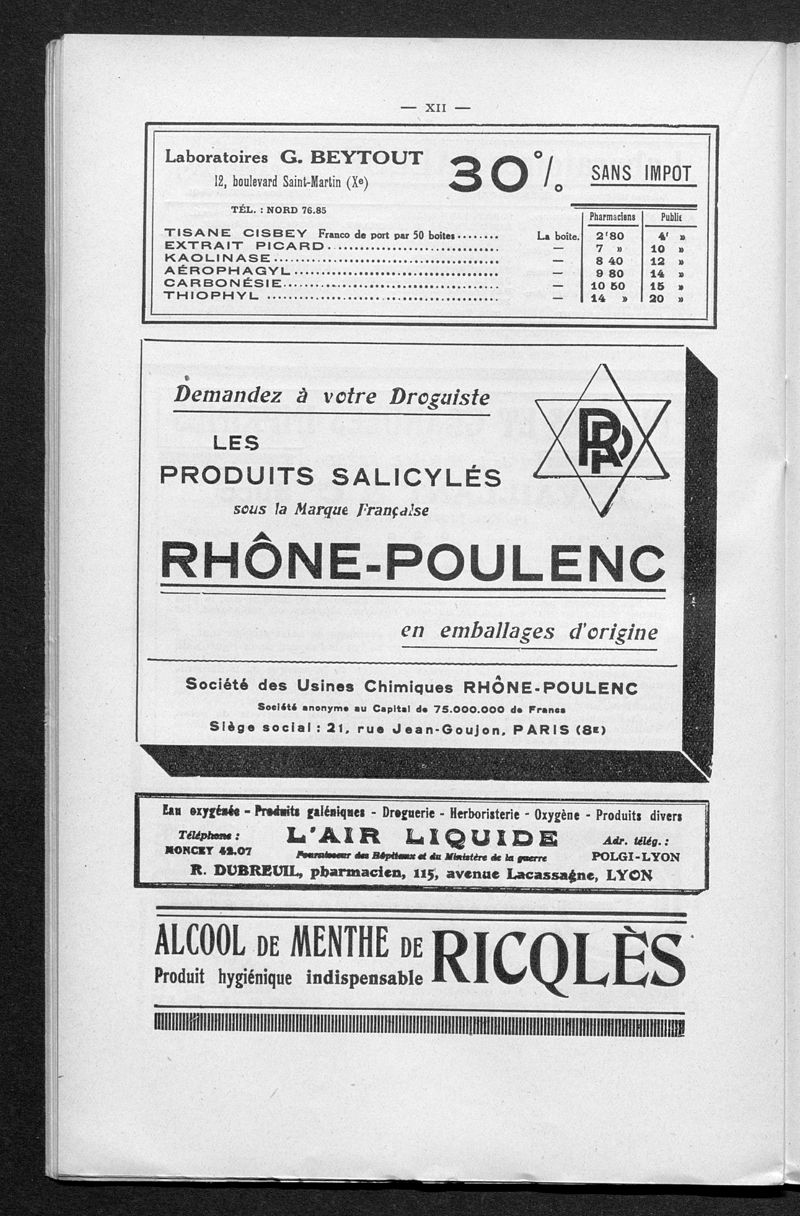 — XII —
Laboratoires G. BEYTOUT
12, boulevard Saint-Martin (Xe)
TÉL. : NORD 76.85
30 % SANS IMPOT
Pharmaciens Public
TISANE CISBEY Franco de port par 50 boites ........ La boîte. 2f80 4f »
EXTRAIT PICARD ........ — 7 » 10 »
KAOLINASE ........ — 8 40 12 »
AÉROPHAGYL ........ — 9 80 14 »
CARBONÉSIE ........ — 10 50 15 »
THIOPHYL ........ — 14 » 20 »
Demandez à votre Droguiste
LES
PRODUITS SALICYLÉS
sous la Marque Française
RHÔNE-POULENC
en emballages d'origine
Société des Usines Chimiques RHÔNE-POULENC
Société anonyme au Capital de 75.000.000 de Francs
Siège social : 21, rue Jean-Goujon, PARIS (8E)
Eau oxygénée - Produits galéniques - Droguerie - Herboristerie - Oxygène - Produits divers
Téléphone : L'AIR LIQUIDE Adr. télég. :
MONCEY 42.07 Fournisseur des Hôpitaux et du Ministère de la guerre POLGI-LYON
R. DUBREUIL, pharmacien, 115, avenue Lacassagne, LYON
ALCOOL DE MENTHE DE RICQLÈS
Produit hygiénique indispensable